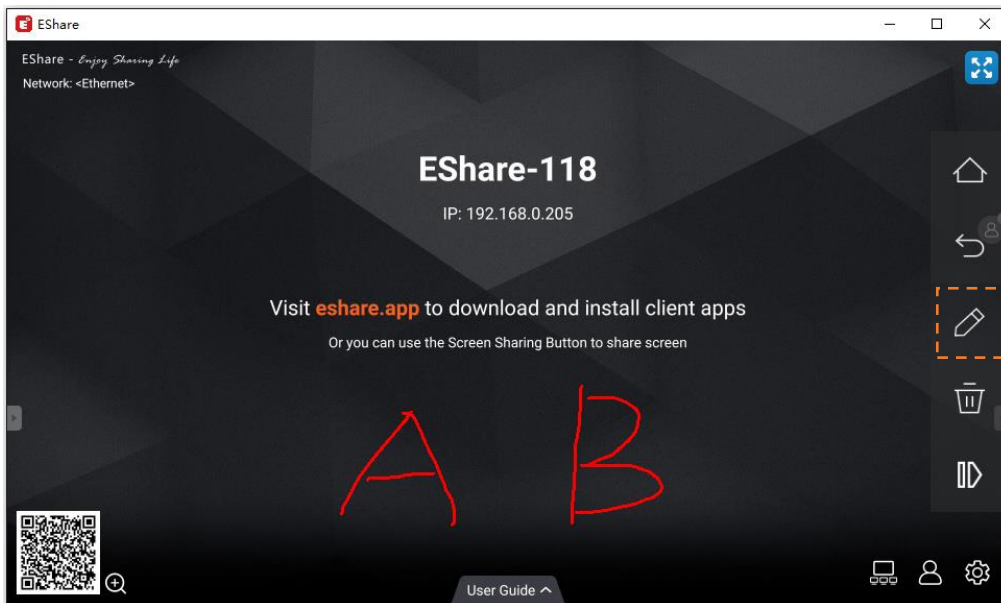 EShare
EShare - Enjoy Sharing Life
Network: <Ethernet>
EShare-118
IP: 192.168.0.205
Visit eshare.app to download and install client apps
Or you can use the Screen Sharing Button to share screen
A B
User Guide